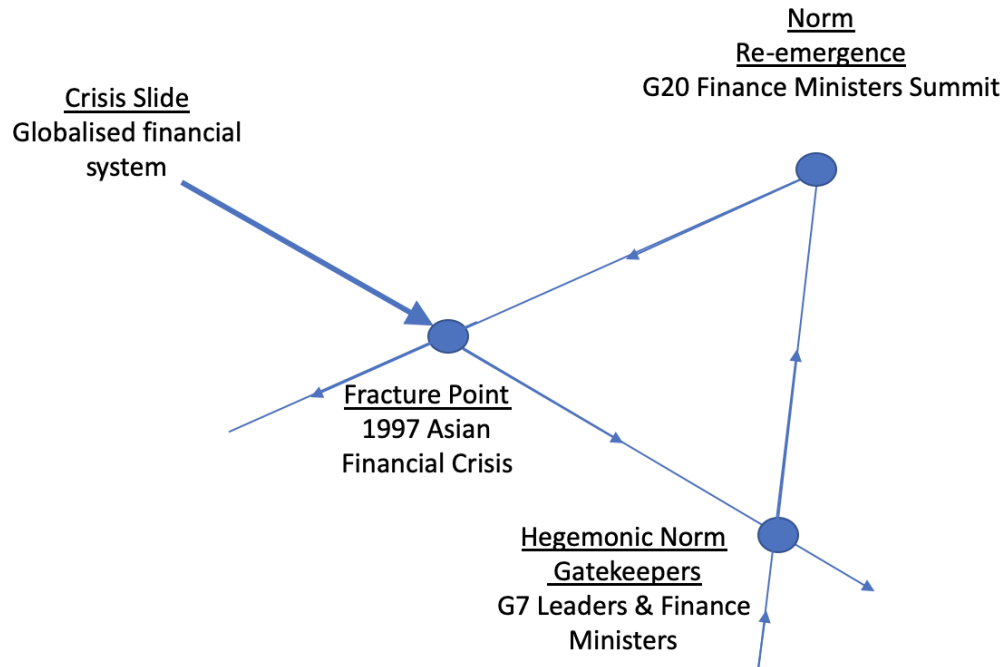 Norm
Re-emergence
G20 Finance Ministers Summit
Crisis Slide
Globalised financial
system
Fracture Point
1997 Asian
Financial Crisis
Hegemonic Norm
Gatekeepers
G7 Leaders & Finance
Ministers